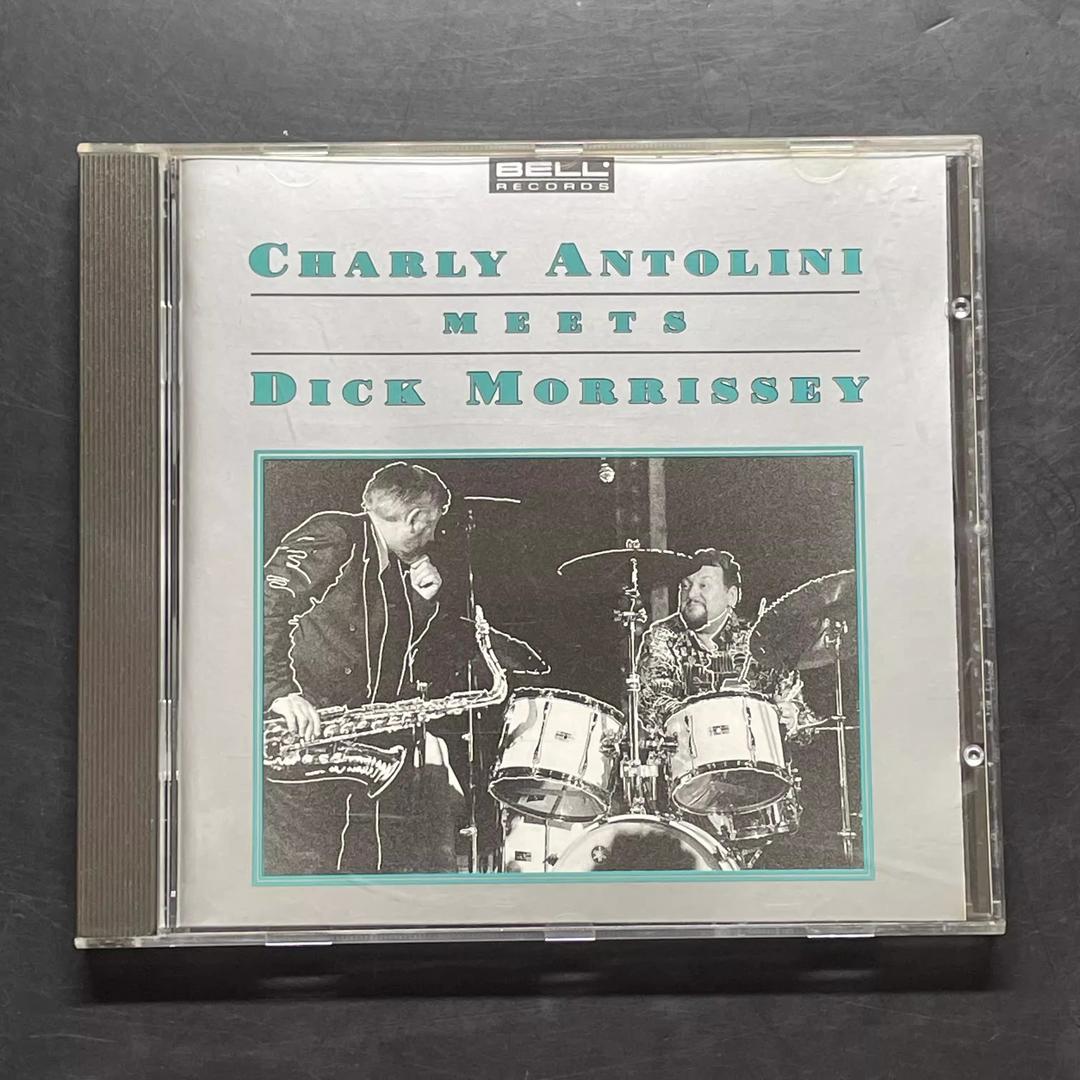 BELL
RECORDS
CHARLY ANTOLINI
MEETS
DICK MORRISSEY